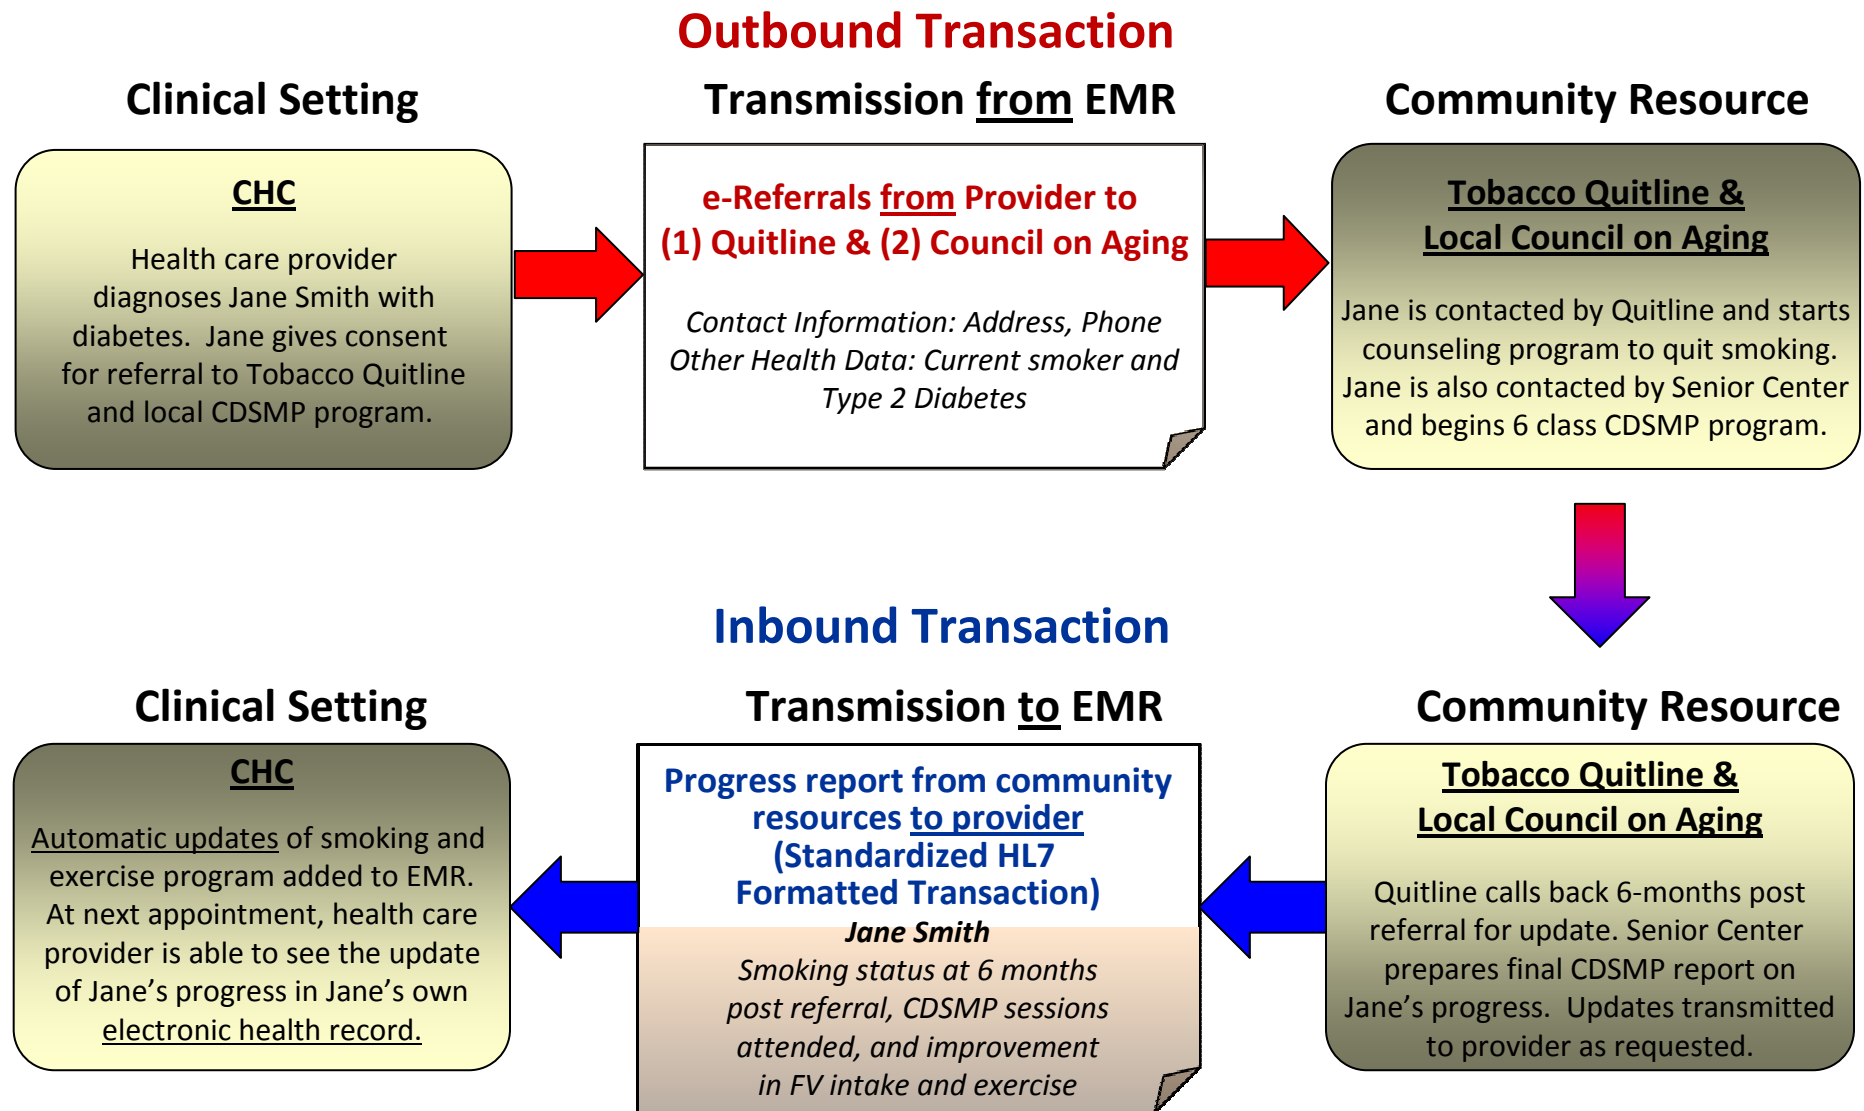 Outbound Transaction
Clinical Setting
Transmission from EMR
Community Resource
CHC
Health care provider
diagnoses Jane Smith with
diabetes.  Jane gives consent
for referral to Tobacco Quitline
and local CDSMP program.
e-Referrals from Provider to
(1) Quitline & (2) Council on Aging
Contact Information: Address, Phone
Other Health Data: Current smoker and
Type 2 Diabetes
Tobacco Quitline &
Local Council on Aging
Jane is contacted by Quitline and starts
counseling program to quit smoking.
Jane is also contacted by Senior Center
and begins 6 class CDSMP program.
Inbound Transaction
Clinical Setting
Transmission to EMR
Community Resource
CHC
Automatic updates of smoking and
exercise program added to EMR.
At next appointment, health care
provider is able to see the update
of Jane’s progress in Jane’s own
electronic health record.
Progress report from community
resources to provider
(Standardized HL7
Formatted Transaction)
Jane Smith
Smoking status at 6 months
post referral, CDSMP sessions
attended, and improvement
in FV intake and exercise
Tobacco Quitline &
Local Council on Aging
Quitline calls back 6-months post
referral for update. Senior Center
prepares final CDSMP report on
Jane’s progress.  Updates transmitted
to provider as requested.